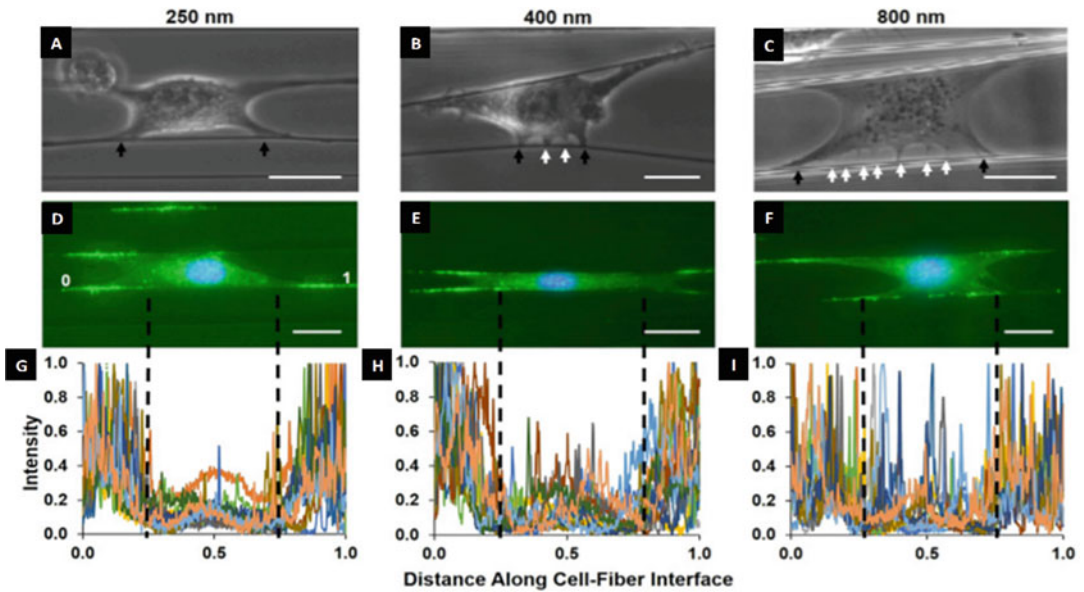 250 nm 400 nm 800 nm
A B C
D E F
0 1
G H I
1.0 1.0 1.0
0.8 0.8 0.8
0.6 0.6 0.6
0.4 0.4 0.4
0.2 0.2 0.2
0.0 0.0 0.0
Intensity
0.0 0.5 1.0 0.0 0.5 1.0 0.0 0.5 1.0
Distance Along Cell-Fiber Interface